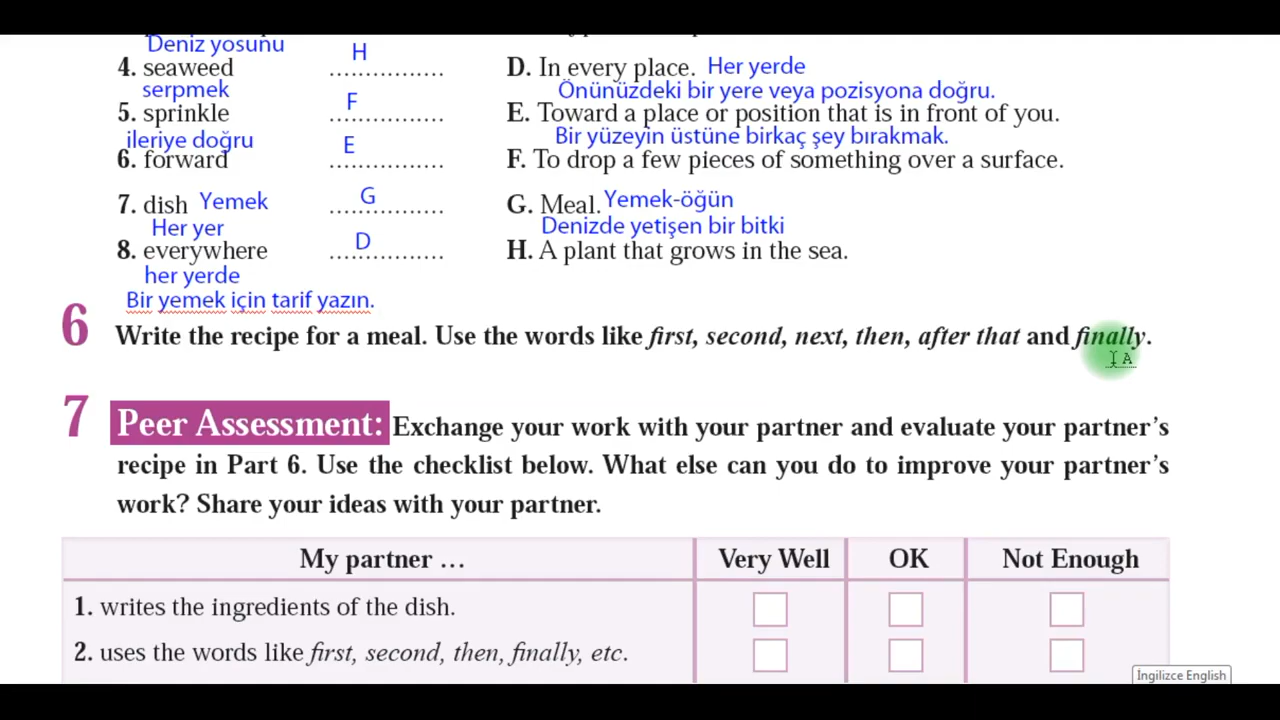 Deniz yosunu H
4. seaweed ................ D. In every place. Her yerde
serpmek F Önünüzdeki bir yere veya pozisyona doğru.
5. sprinkle ................ E. Toward a place or position that is in front of you.
ileriye doğru E Bir yüzeyin üstüne birkaç şey bırakmak.
6. forward ................ F. To drop a few pieces of something over a surface.
7. dish Yemek G ................ G. Meal. Yemek-öğün
Her yer D Denizde yetişen bir bitki
8. everywhere ................ H. A plant that grows in the sea.
her yerde
Bir yemek için tarif yazın.
6 Write the recipe for a meal. Use the words like first, second, next, then, after that and finally.
7 Peer Assessment: Exchange your work with your partner and evaluate your partner's
recipe in Part 6. Use the checklist below. What else can you do to improve your partner's
work? Share your ideas with your partner.
My partner … Very Well OK Not Enough
1. writes the ingredients of the dish.
2. uses the words like first, second, then, finally, etc.
İngilizce English